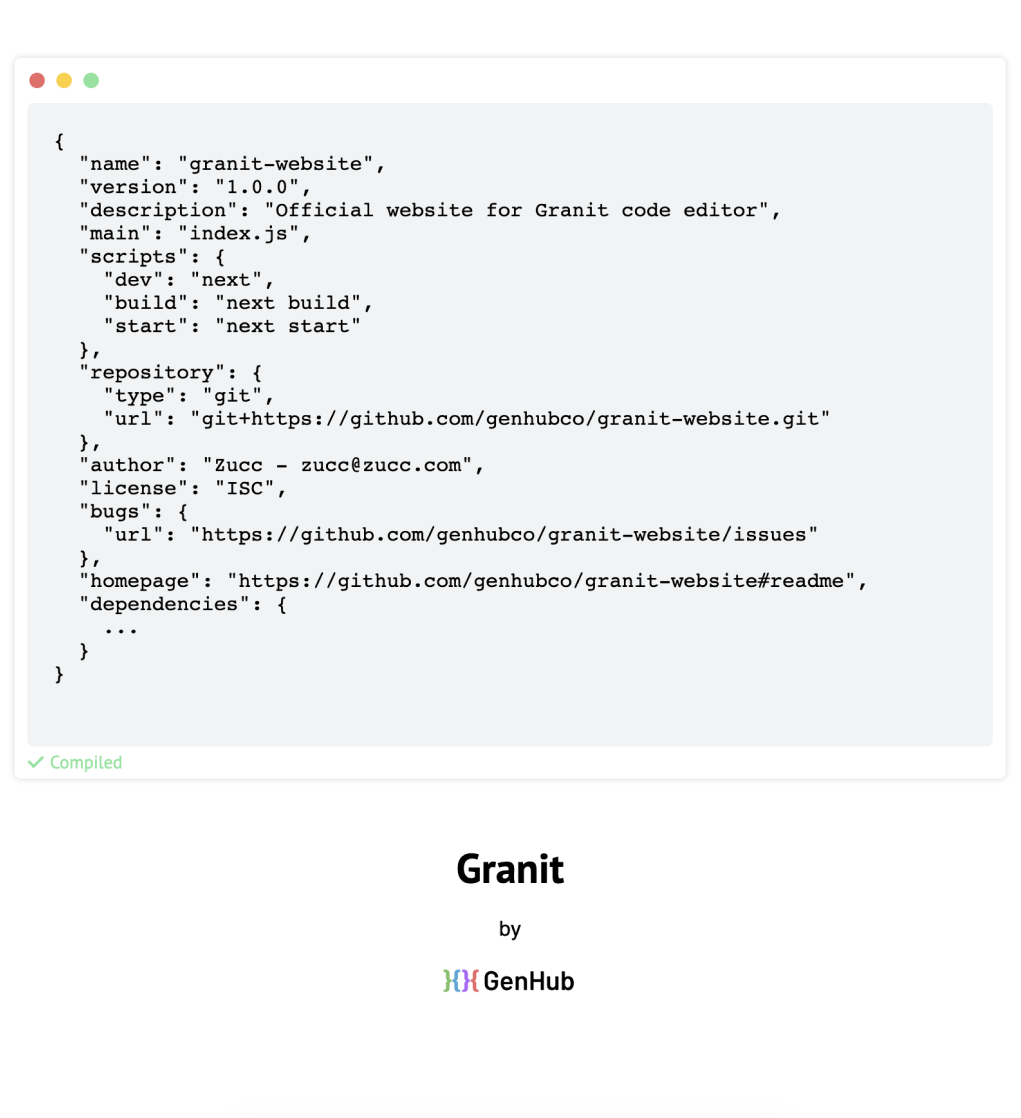 {
  "name": "granit-website",
  "version": "1.0.0",
  "description": "Official website for Granit code editor",
  "main": "index.js",
  "scripts": {
    "dev": "next",
    "build": "next build",
    "start": "next start"
  },
  "repository": {
    "type": "git",
    "url": "git+https://github.com/genhubco/granit-website.git"
  },
  "author": "Zucc - zucc@zucc.com",
  "license": "ISC",
  "bugs": {
    "url": "https://github.com/genhubco/granit-website/issues"
  },
  "homepage": "https://github.com/genhubco/granit-website#readme",
  "dependencies": {
    ...
  }
}
Compiled
Granit
by
}{}{ GenHub